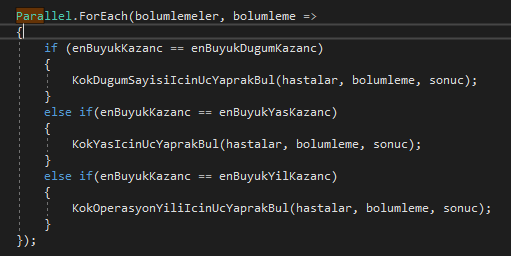 Parallel.ForEach(bolumlemeler, bolumleme =>
{
if (enBuyukKazanc == enBuyukDugumKazanc)
{
KokDugumSayisiIcinUcYaprakBul(hastalar, bolumleme, sonuc);
}
else if(enBuyukKazanc == enBuyukYasKazanc)
{
KokYasIcinUcYaprakBul(hastalar, bolumleme, sonuc);
}
else if(enBuyukKazanc == enBuyukYilKazanc)
{
KokOperasyonYiliIcinUcYaprakBul(hastalar, bolumleme, sonuc);
}
});